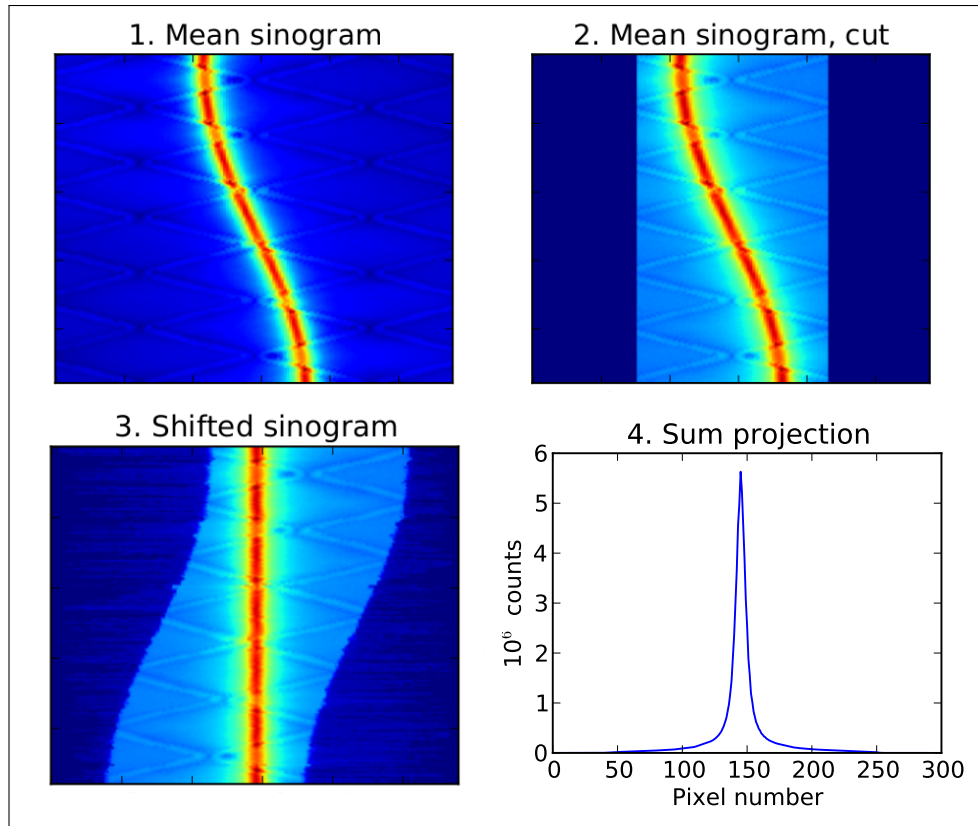 1. Mean sinogram
2. Mean sinogram, cut
3. Shifted sinogram
4. Sum projection
6
5
4
3
2
1
0
10⁶ counts
0 50 100 150 200 250 300
Pixel number